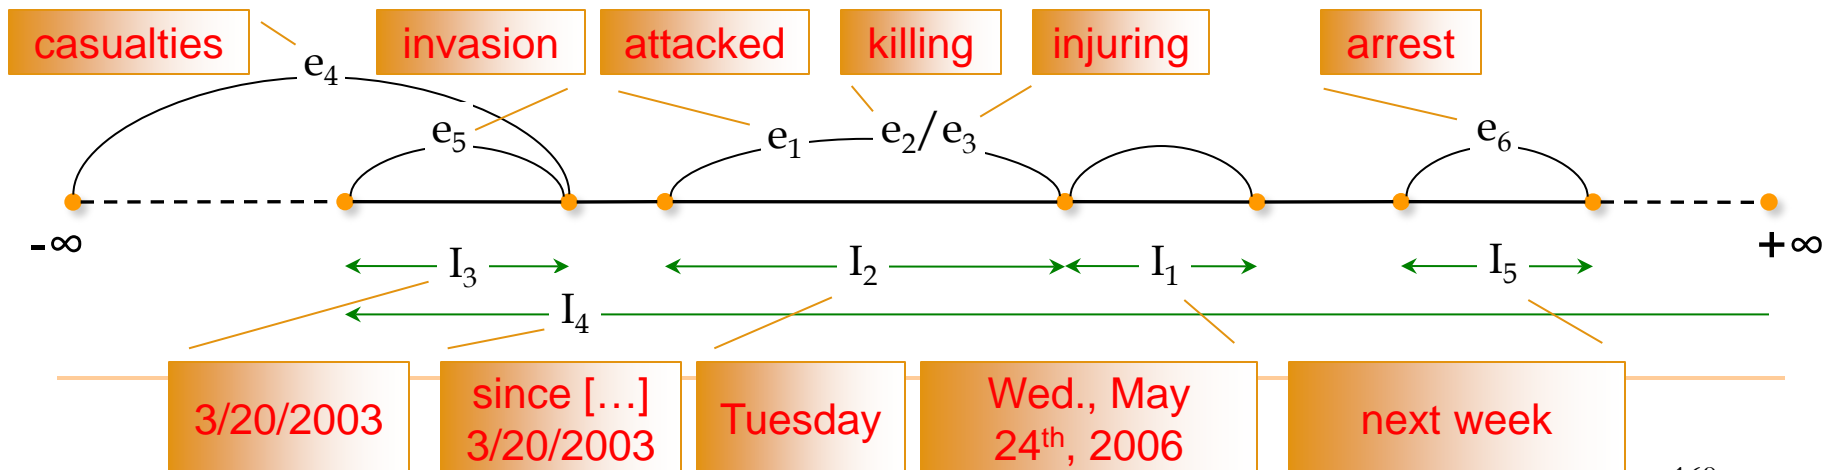 casualties
invasion
attacked
killing
injuring
arrest
e₄
e₅
e₁
e₂/e₃
e₆
-∞
+∞
I₃
I₂
I₁
I₅
I₄
3/20/2003
since […]
3/20/2003
Tuesday
Wed., May
24ᵗʰ, 2006
next week